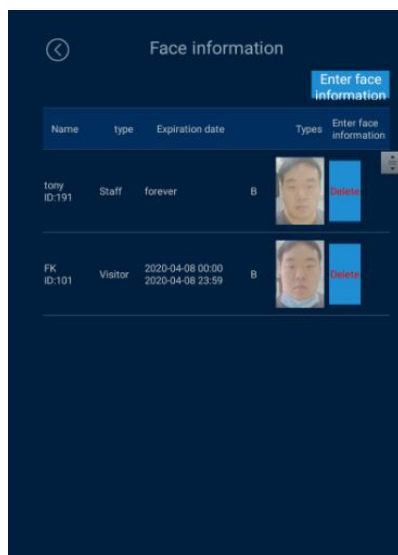 Face information
Enter face
information
Name type Expiration date Types Enter face
information
tony
ID:191 Staff forever B Delete
FK
ID:101 Visitor 2020-04-08 00:00
2020-04-08 23:59 B Delete